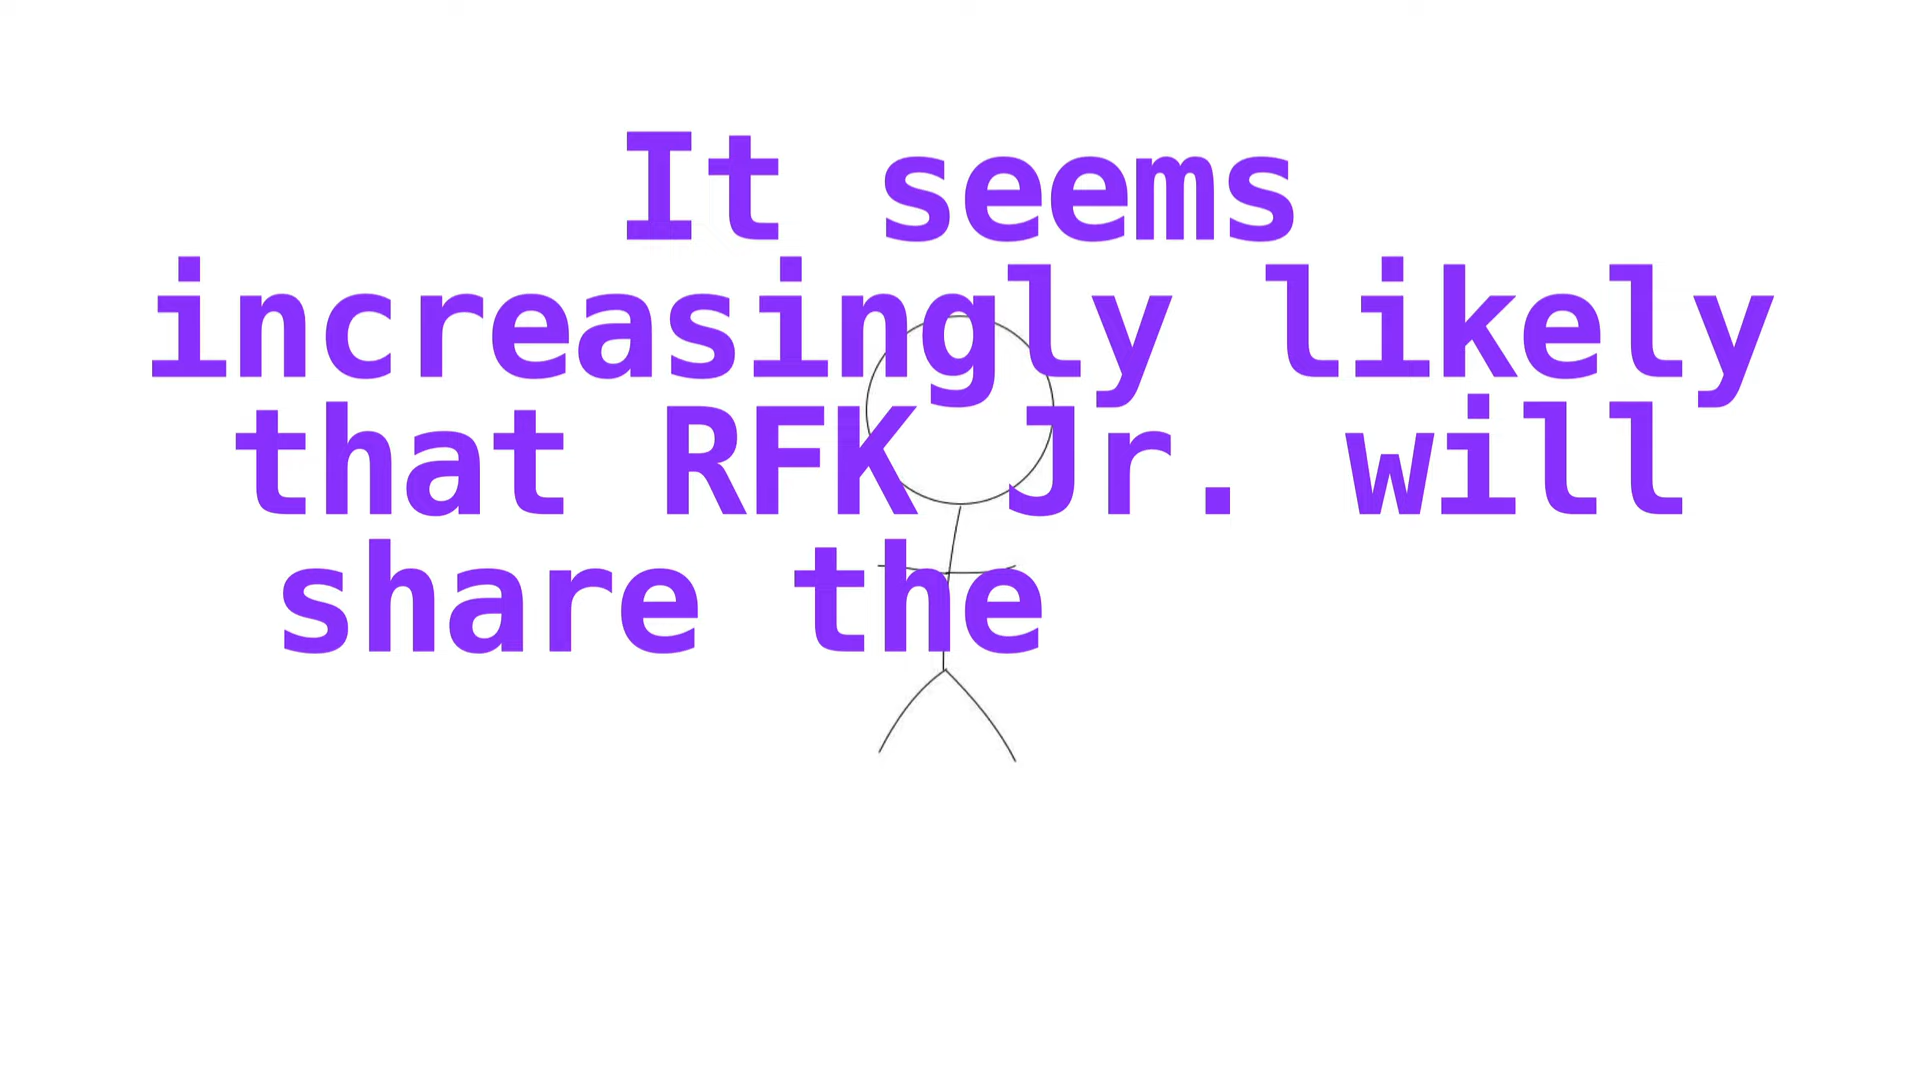 It seems
increasingly likely
that RFK Jr. will
share the